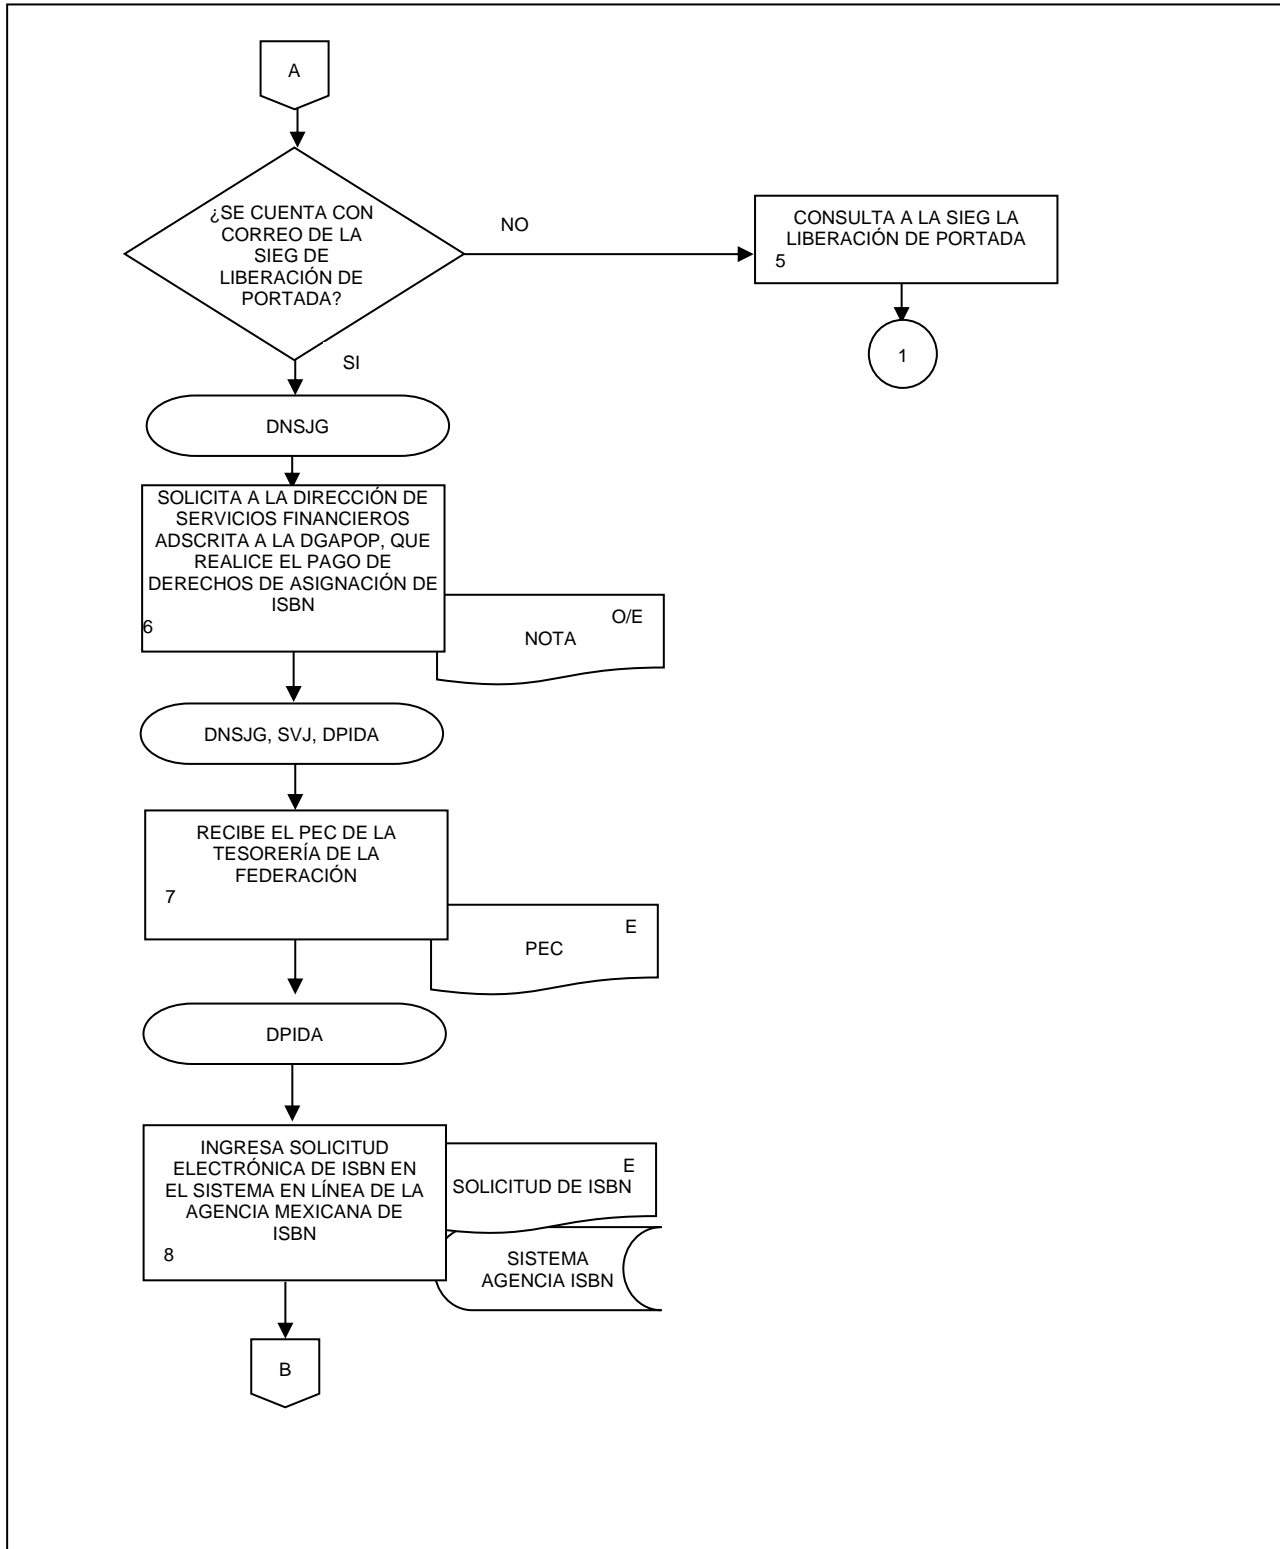 A
¿SE CUENTA CON
CORREO DE LA
SIEG DE
LIBERACIÓN DE
PORTADA?
NO
CONSULTA A LA SIEG LA
LIBERACIÓN DE PORTADA
5
1
SI
DNSJG
SOLICITA A LA DIRECCIÓN DE
SERVICIOS FINANCIEROS
ADSCRITA A LA DGAPOP, QUE
REALICE EL PAGO DE
DERECHOS DE ASIGNACIÓN DE
ISBN
6
O/E
NOTA
DNSJG, SVJ, DPIDA
RECIBE EL PEC DE LA
TESORERÍA DE LA
FEDERACIÓN
7
E
PEC
DPIDA
INGRESA SOLICITUD
ELECTRÓNICA DE ISBN EN
EL SISTEMA EN LÍNEA DE LA
AGENCIA MEXICANA DE
ISBN
8
E
SOLICITUD DE ISBN
SISTEMA
AGENCIA ISBN
B